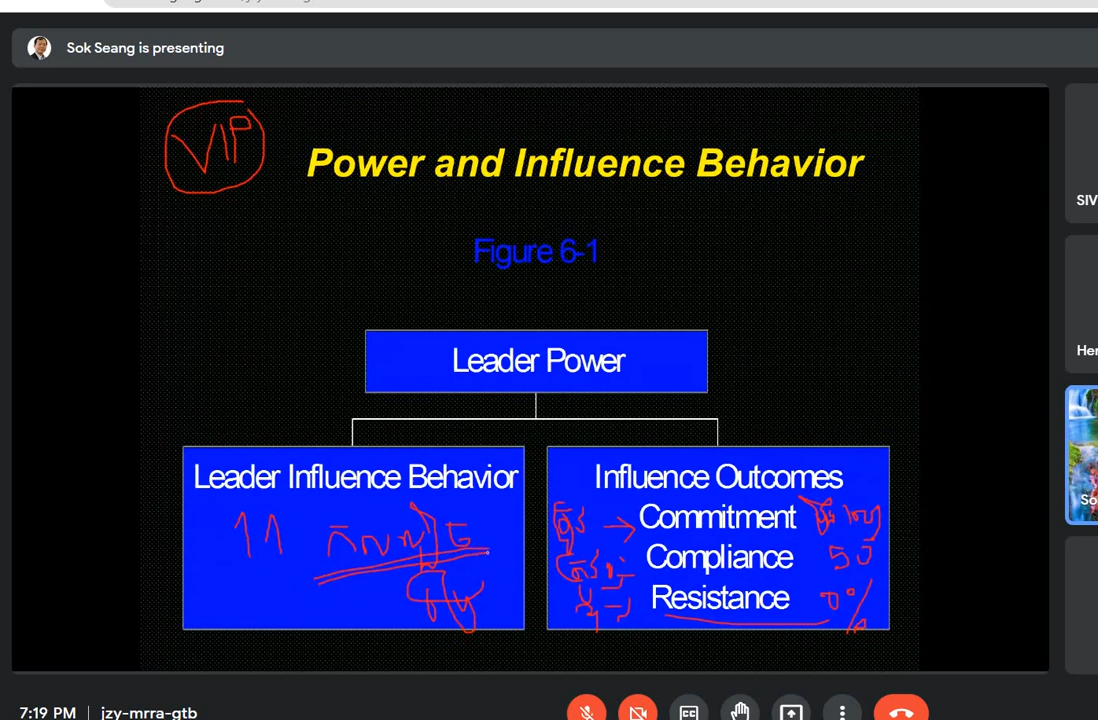 Sok Seang is presenting
VIP
Power and Influence Behavior
Figure 6-1
Leader Power
Leader Influence Behavior
11
Influence Outcomes
Commitment 100
Compliance 50
Resistance 0%
SIV
Her
So
7:19 PM | jzy-mrra-gtb